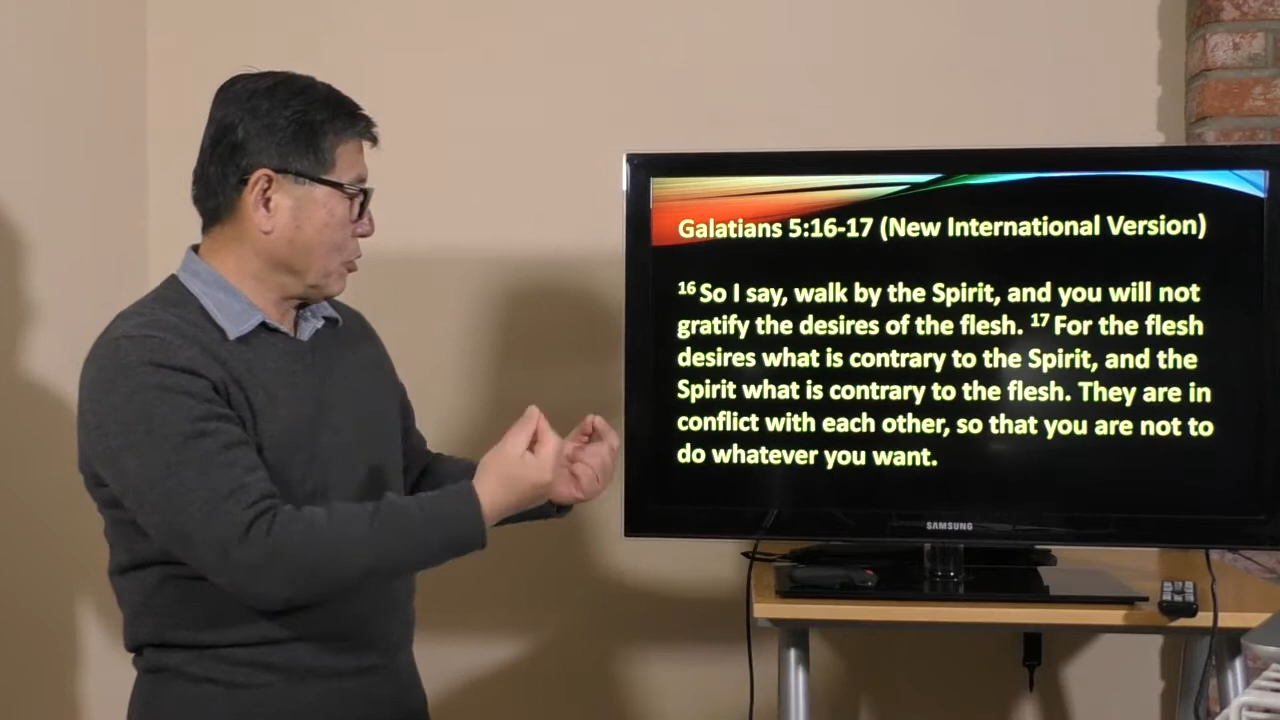 Galatians 5:16-17 (New International Version)
16 So I say, walk by the Spirit, and you will not
gratify the desires of the flesh. 17 For the flesh
desires what is contrary to the Spirit, and the
Spirit what is contrary to the flesh. They are in
conflict with each other, so that you are not to
do whatever you want.
SAMSUNG